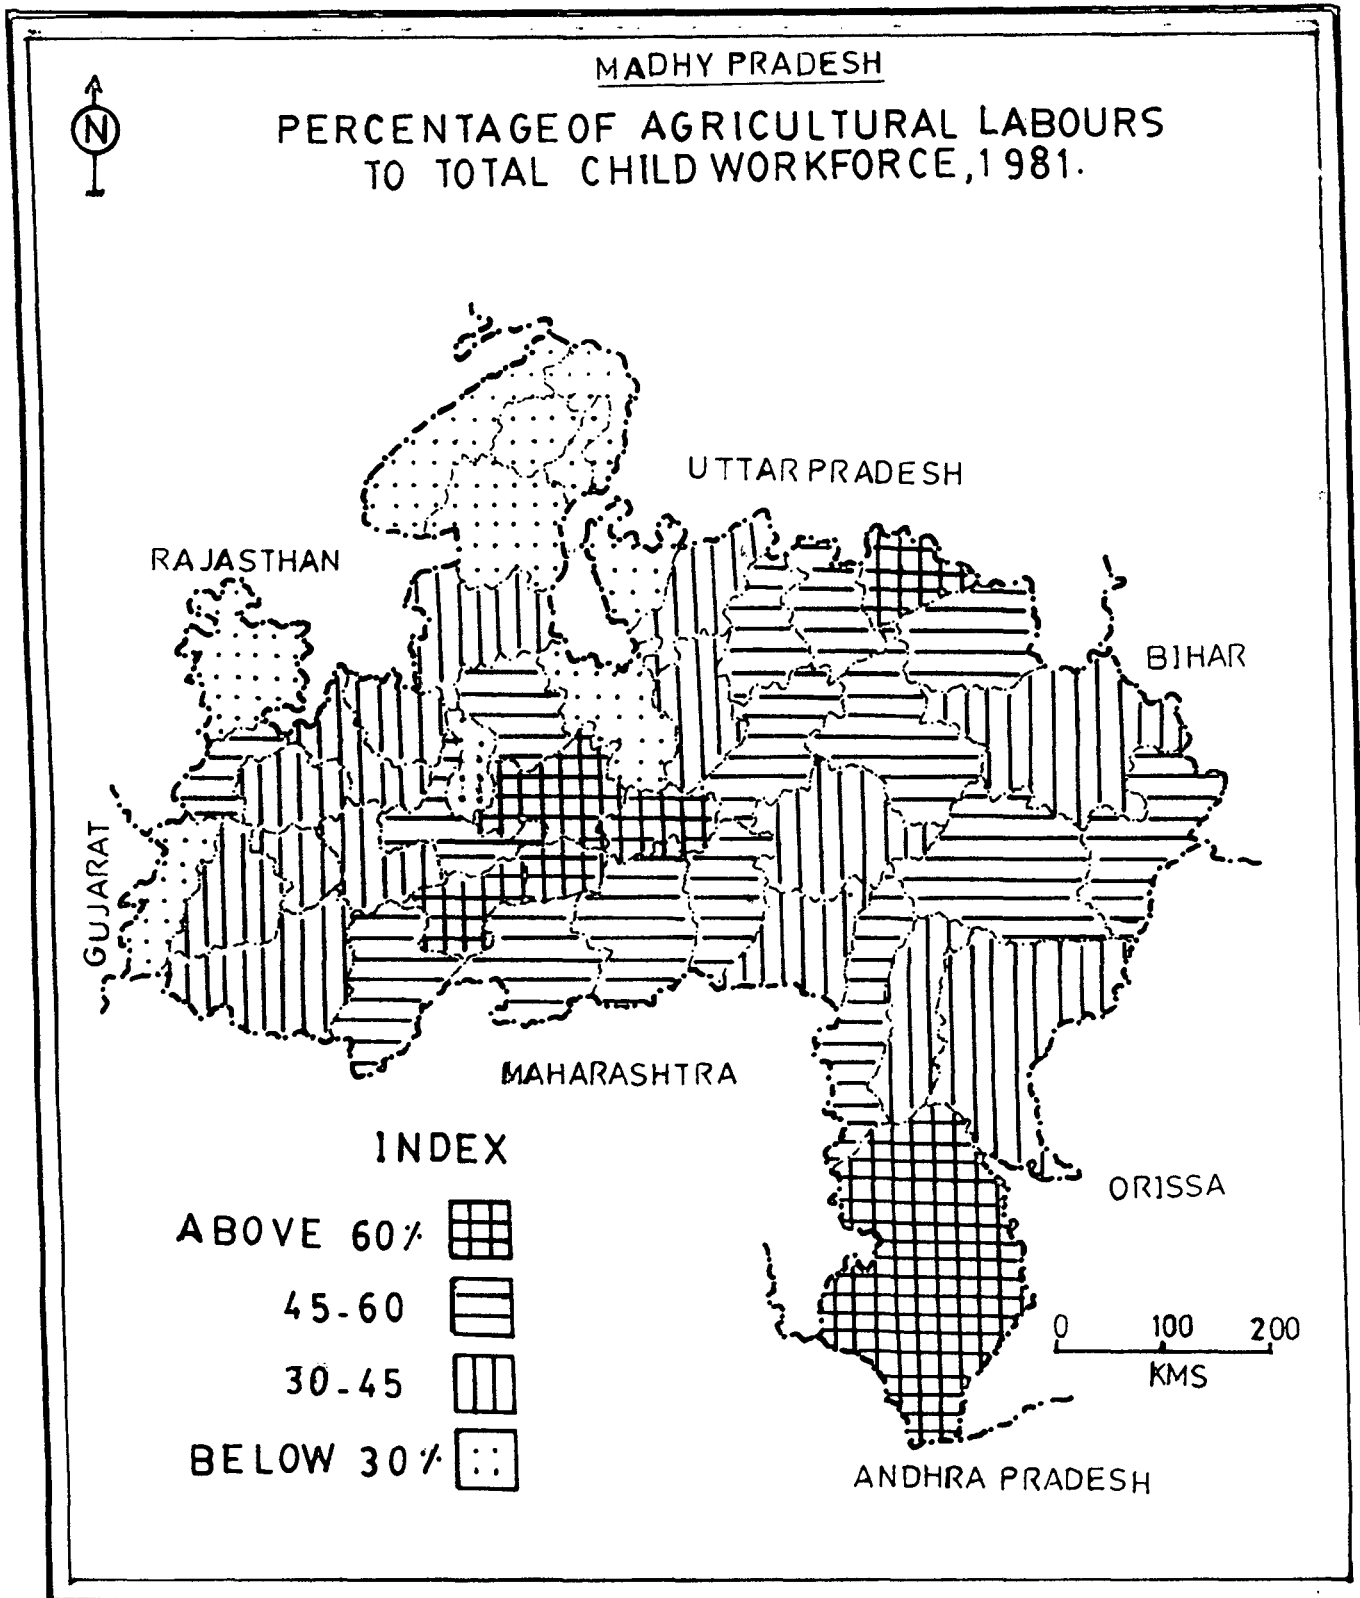 MADHY PRADESH
N
PERCENTAGE OF AGRICULTURAL LABOURS
TO TOTAL CHILD WORKFORCE, 1981.
UTTAR PRADESH
RAJASTHAN
BIHAR
GUJARAT
MAHARASHTRA
INDEX
ORISSA
ABOVE 60%
45-60
0 100 200
KMS
30-45
BELOW 30%
ANDHRA PRADESH